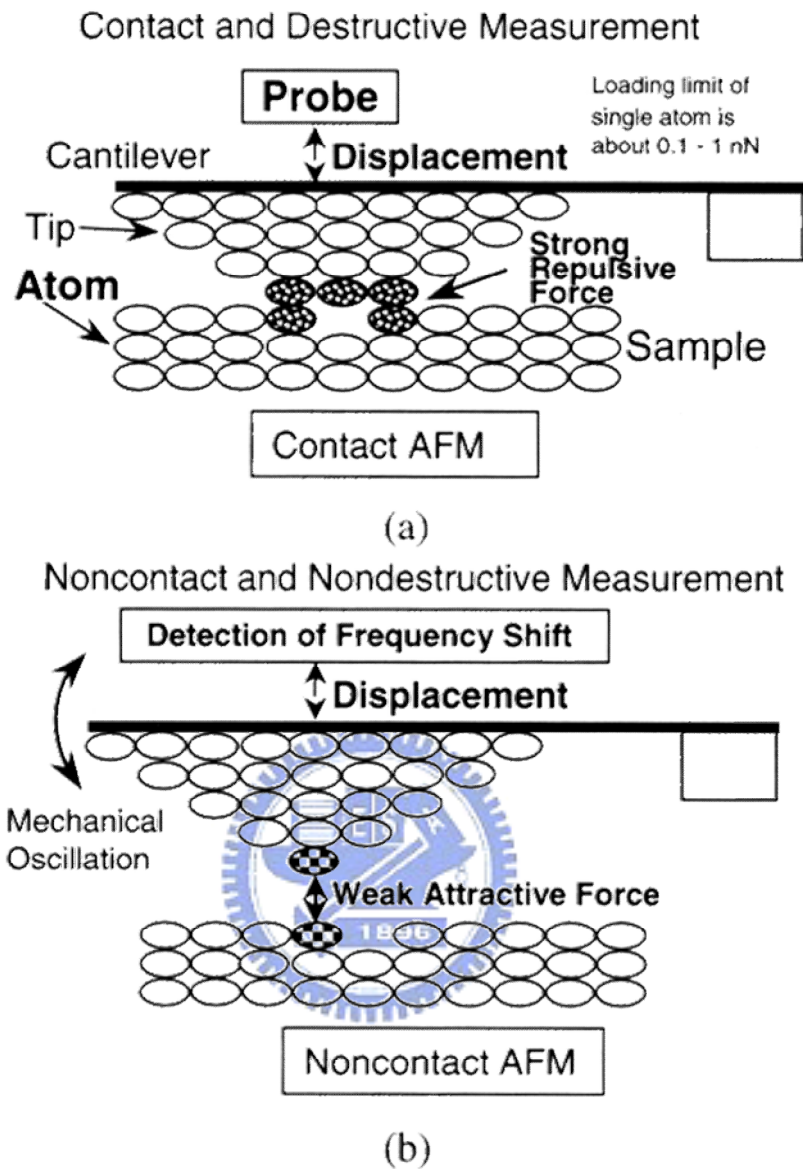 Contact and Destructive Measurement
Probe
Loading limit of
single atom is
about 0.1 - 1 nN
Displacement
Cantilever
Tip
Strong
Repulsive
Force
Atom
Sample
Contact AFM
(a)
Noncontact and Nondestructive Measurement
Detection of Frequency Shift
Displacement
Mechanical
Oscillation
Weak Attractive Force
1896
Noncontact AFM
(b)